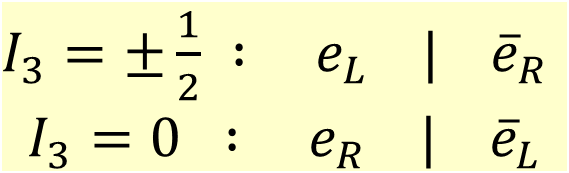 I₃ = ± 1/2 : e_L | ē_R
I₃ = 0 : e_R | ē_L